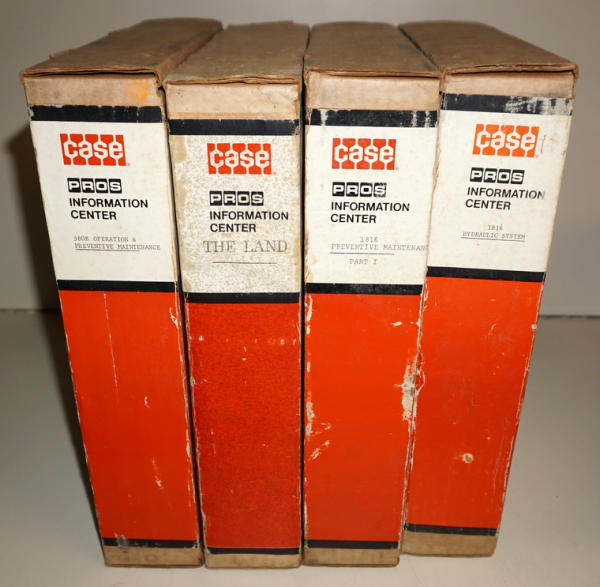 case
PROS
INFORMATION
CENTER
580B OPERATION &
PREVENTIVE MAINTENANCE
case
PROS
INFORMATION
CENTER
THE LAND
case
PROS
INFORMATION
CENTER
1816
PREVENTIVE MAINTENANC
PART I
case
PROS
INFORMATION
CENTER
1816
HYDRAULIC SYSTEM